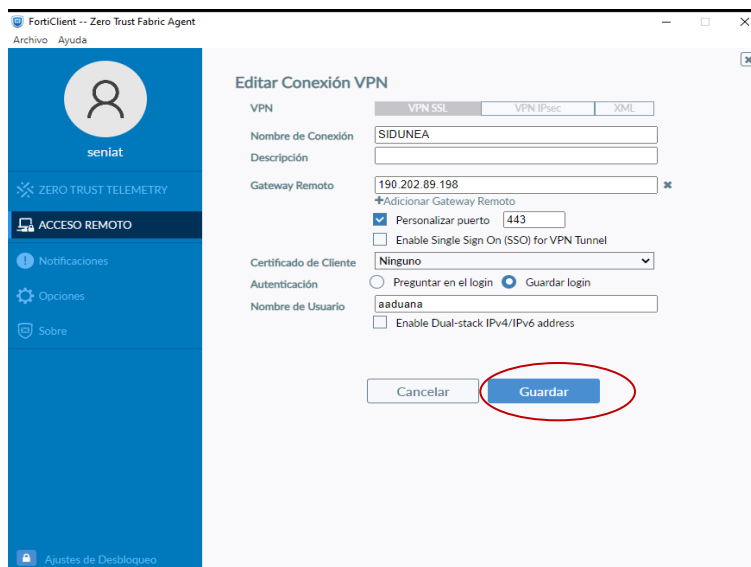 FortiClient -- Zero Trust Fabric Agent
Archivo Ayuda
seniat
ZERO TRUST TELEMETRY
ACCESO REMOTO
Notificaciones
Opciones
Sobre
Ajustes de Desbloqueo
Editar Conexión VPN
VPN VPN SSL VPN IPsec XML
Nombre de Conexión SIDUNEA
Descripción
Gateway Remoto 190.202.89.198
+Adicionar Gateway Remoto
Personalizar puerto 443
Enable Single Sign On (SSO) for VPN Tunnel
Certificado de Cliente Ninguno
Autenticación Preguntar en el login Guardar login
Nombre de Usuario aaduana
Enable Dual-stack IPv4/IPv6 address
Cancelar Guardar